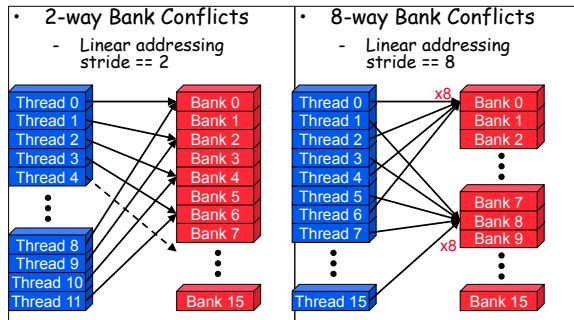 • 2-way Bank Conflicts
- Linear addressing
stride == 2
Thread 0
Thread 1
Thread 2
Thread 3
Thread 4
Thread 8
Thread 9
Thread 10
Thread 11
Bank 0
Bank 1
Bank 2
Bank 3
Bank 4
Bank 5
Bank 6
Bank 7
Bank 15
• 8-way Bank Conflicts
- Linear addressing
stride == 8
Thread 0
Thread 1
Thread 2
Thread 3
Thread 4
Thread 5
Thread 6
Thread 7
Thread 15
x8
x8
Bank 0
Bank 1
Bank 2
Bank 7
Bank 8
Bank 9
Bank 15